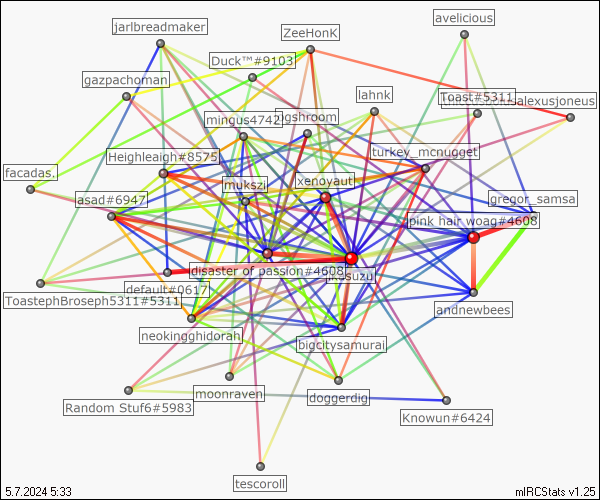 avelicious
jarlbreadmaker
ZeeHonK
Duck™#9103
gazpachoman
lahnk
Toast#5311
alexusjoneus
mingus4742
ngshroom
Heighleaigh#8575
turkey_mcnugget
facadas.
mukszi
xenoyaut
asad#6947
gregor_samsa
pink hair woag#4608
disaster of passion#4608
default#0617
ToastephBroseph5311#5311
andnewbees
neokingghidorah
bigcitysamurai
moonraven
doggerdig
Random Stuf6#5983
Knowun#6424
tescoroll
5.7.2024 5:33
mIRCStats v1.25